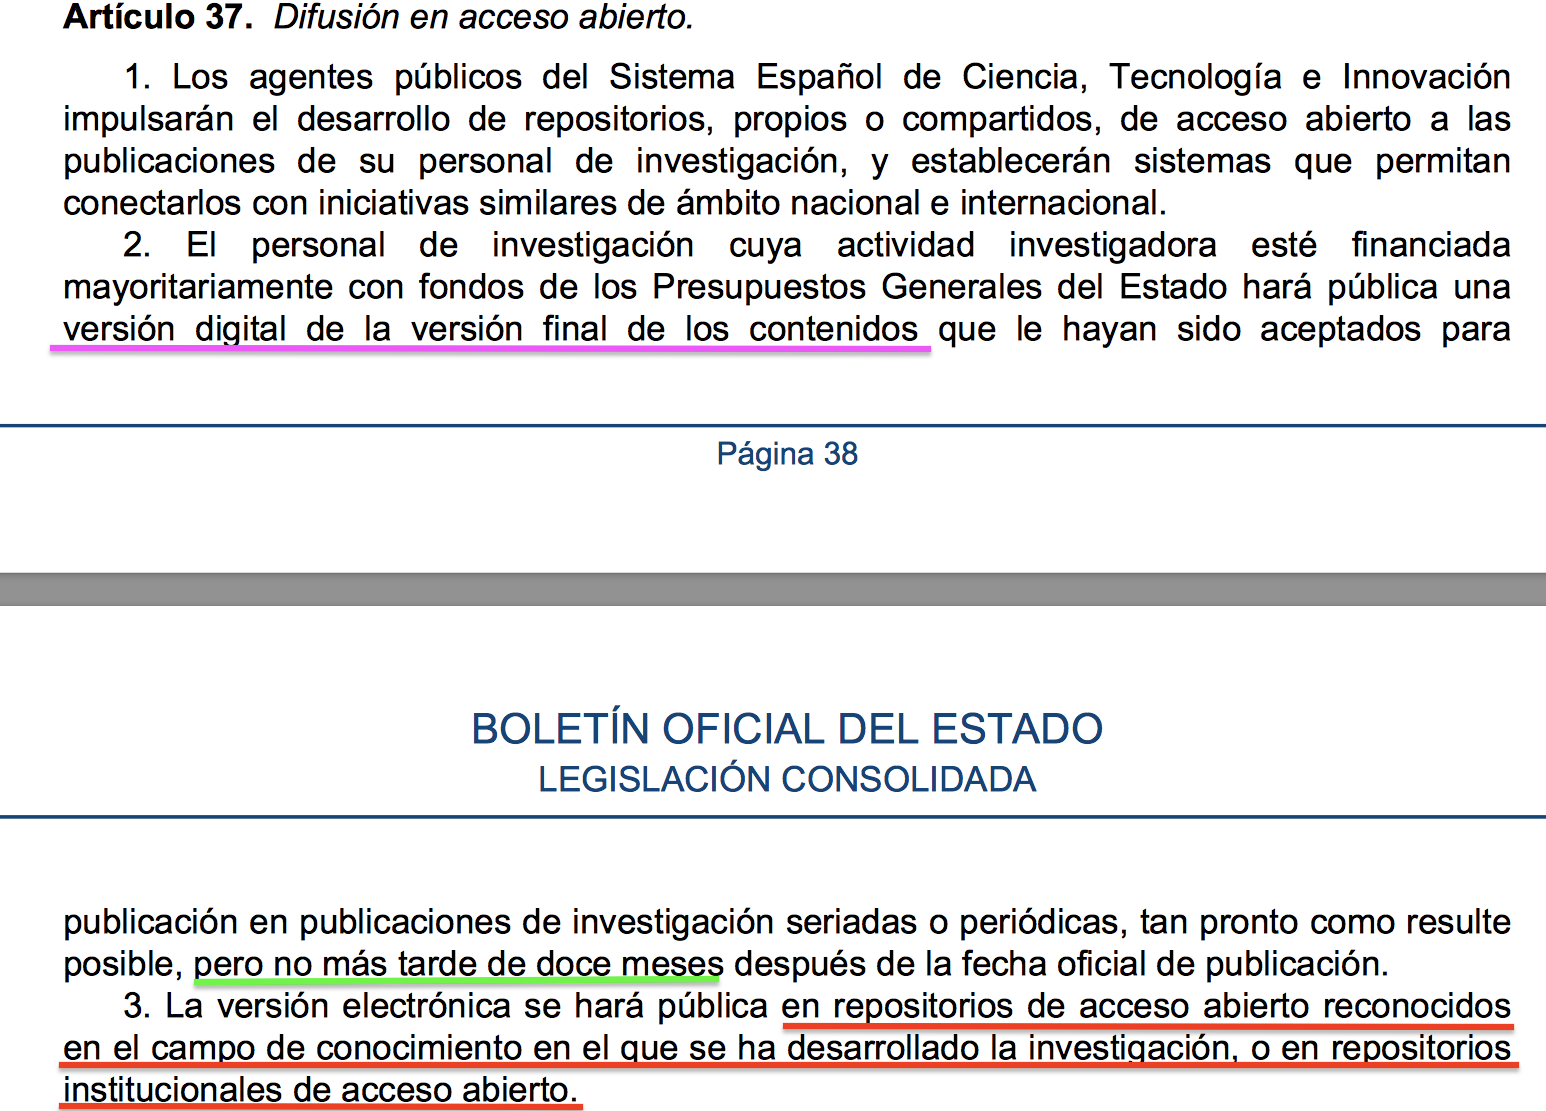 Artículo 37. Difusión en acceso abierto.
1. Los agentes públicos del Sistema Español de Ciencia, Tecnología e Innovación
impulsarán el desarrollo de repositorios, propios o compartidos, de acceso abierto a las
publicaciones de su personal de investigación, y establecerán sistemas que permitan
conectarlos con iniciativas similares de ámbito nacional e internacional.
2. El personal de investigación cuya actividad investigadora esté financiada
mayoritariamente con fondos de los Presupuestos Generales del Estado hará pública una
versión digital de la versión final de los contenidos que le hayan sido aceptados para
Página 38
BOLETÍN OFICIAL DEL ESTADO
LEGISLACIÓN CONSOLIDADA
publicación en publicaciones de investigación seriadas o periódicas, tan pronto como resulte
posible, pero no más tarde de doce meses después de la fecha oficial de publicación.
3. La versión electrónica se hará pública en repositorios de acceso abierto reconocidos
en el campo de conocimiento en el que se ha desarrollado la investigación, o en repositorios
institucionales de acceso abierto.